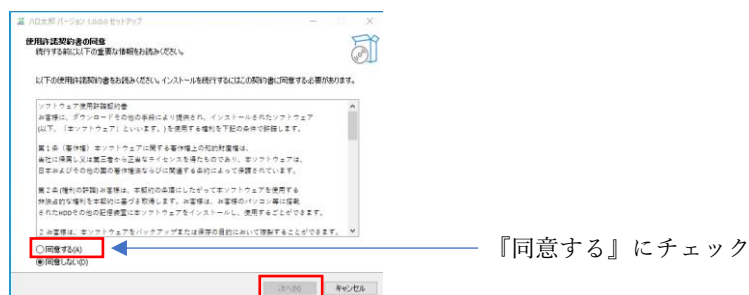 ハロ太郎 バージョン 1.0.0.0 セットアップ
使用許諾契約書の同意
続行する前に以下の重要な情報をお読みください。
以下の使用許諾契約書をお読みください。インストールを続行するにはこの契約書に同意する必要があります。
ソフトウェア使用許諾契約書
お客様に、ダウンロードその他の手段により提供され、インストールされたソフトウェア
(以下、「本ソフトウェア」といいます。)を使用する権利を下記の条件で許諾します。
第1条 (著作権) 本ソフトウェアに関する著作権上の知的財産権は、
当社に帰属し又は第三者から正当なライセンスを得たものであり、本ソフトウェアは、
日本およびその他の国の著作権法ならびに関連する条約によって保護されています。
第2条(権利の許諾)お客様は、本契約の条項にしたがって本ソフトウェアを使用する
非独占的な権利を本契約に基づき取得します。お客様は、お客様のパソコン等に搭載
されたHDDその他の記憶装置に本ソフトウェアをインストールし、使用することができます。
2.お客様は、本ソフトウェアをバックアップまたは保存の目的において複製することができます。
同意する(A)
『同意する』にチェック
同意しない(D)
次へ(N)
キャンセル